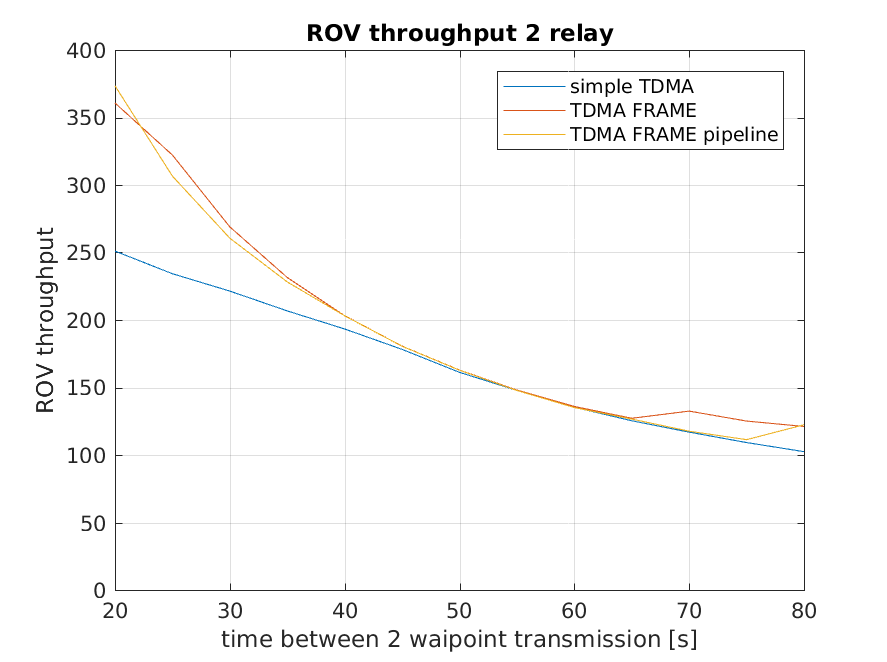 ROV throughput 2 relay
400
350
300
250
200
150
100
50
0
ROV throughput
simple TDMA
TDMA FRAME
TDMA FRAME pipeline
20 30 40 50 60 70 80
time between 2 waipoint transmission [s]